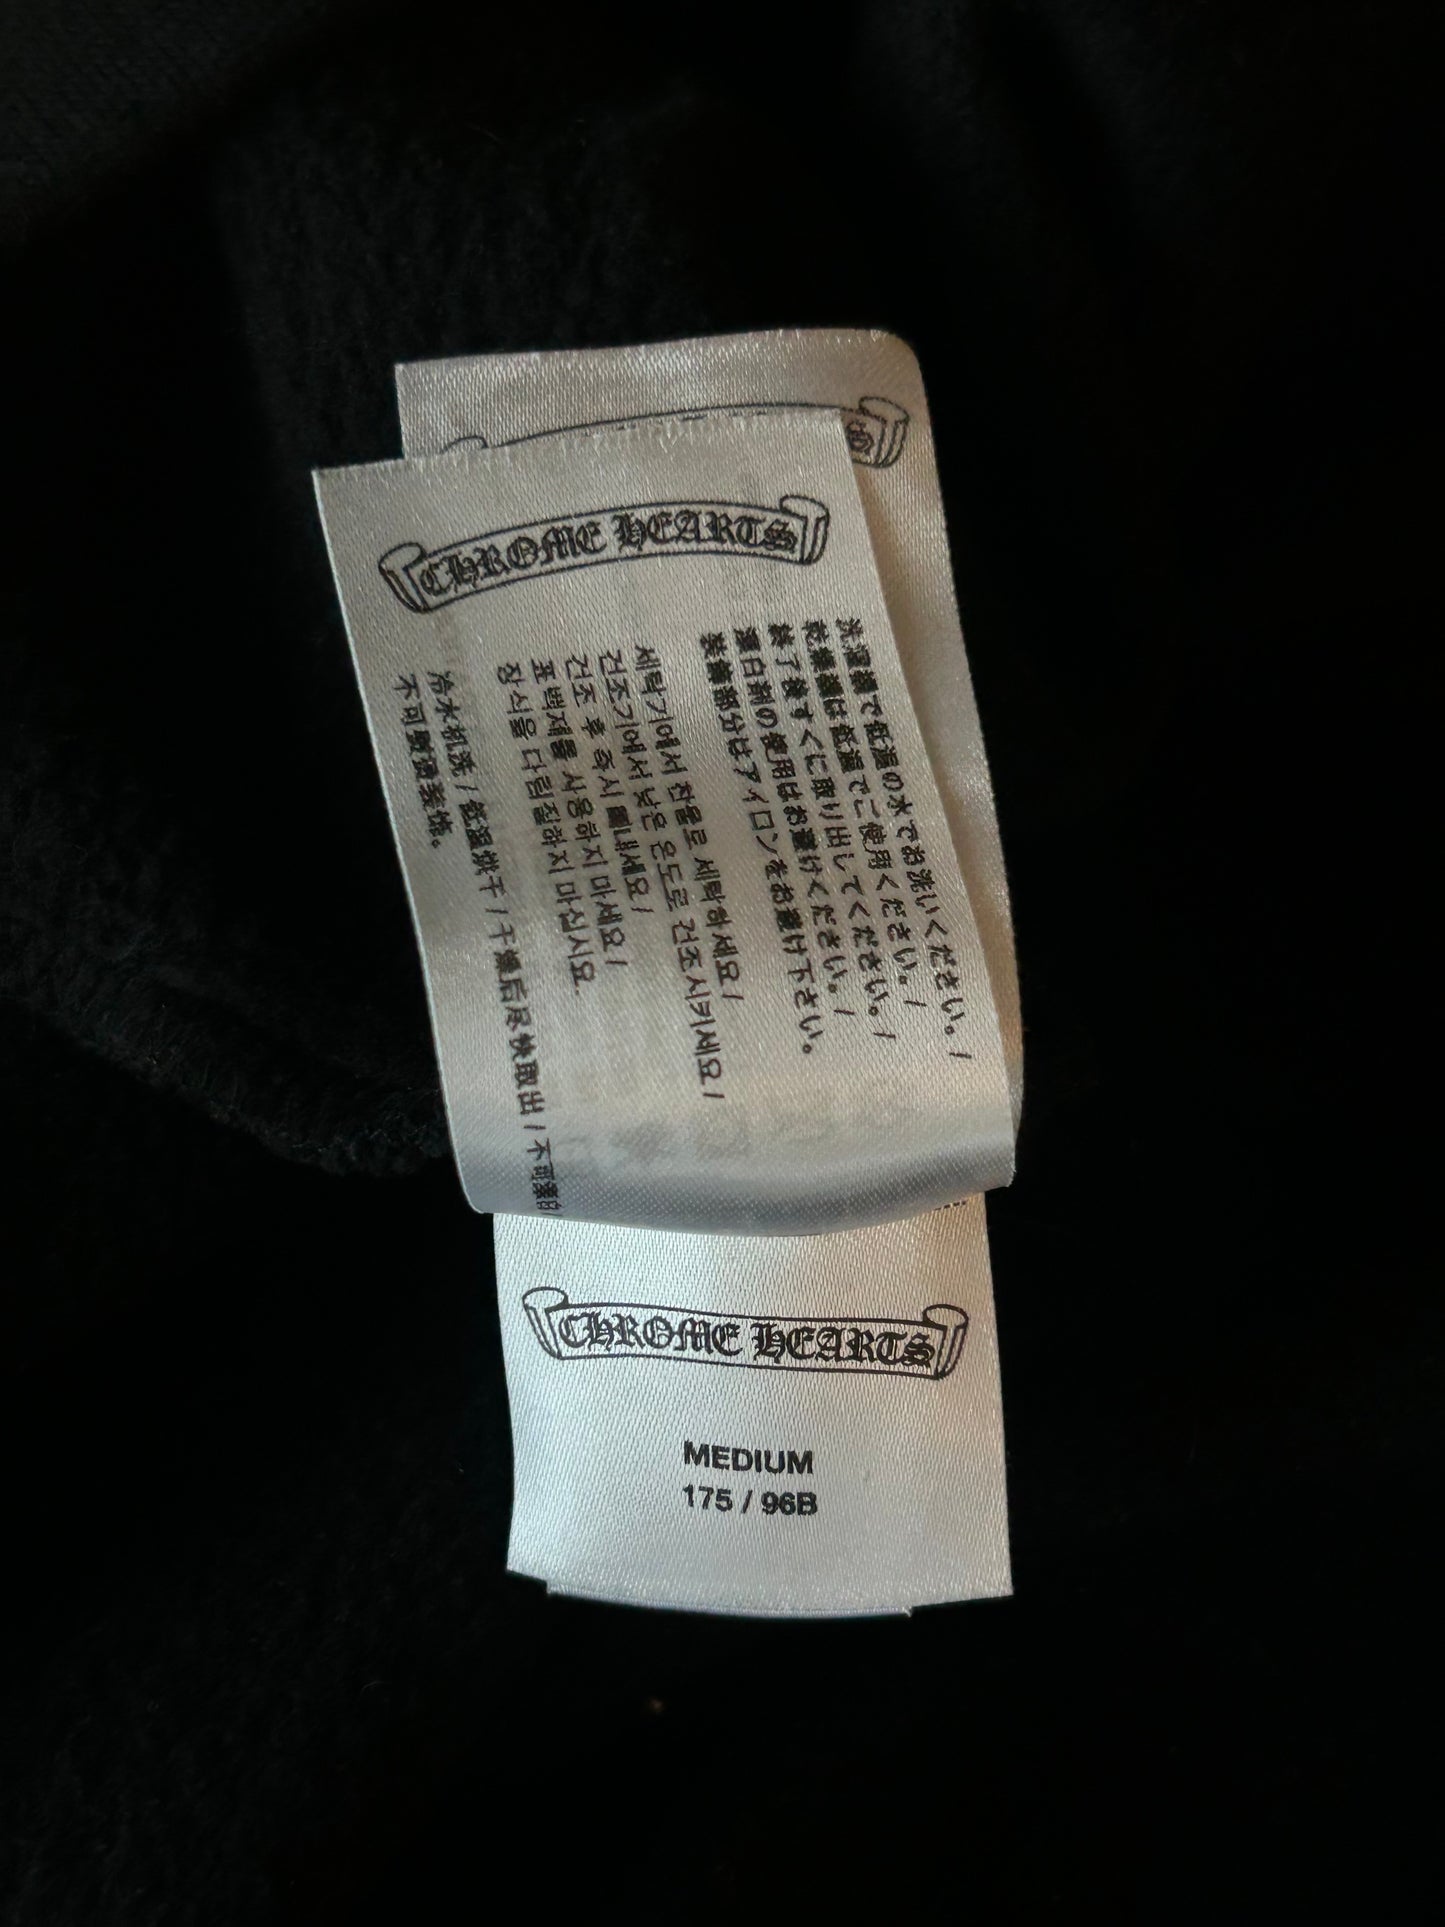 CHROME HEARTS
洗濯機で低温の水でお洗いください。/
乾燥機は低温でご使用ください。/
終了後すぐに取り出してください。/
漂白剤の使用はお避けください。/
装飾部分はアイロンをお避け下さい。
세탁기에서 찬물로 세탁하세요/
건조기에서 낮은 온도로 건조시키세요/
건조 후 즉시 꺼내세요/
표백제를 사용하지 마세요/
장식을 다림질하지 마십시요.
冷水机洗/低温烘干/干燥后尽快取出/不可漂白/
不可熨烫装饰。
CHROME HEARTS
MEDIUM
175 / 96B